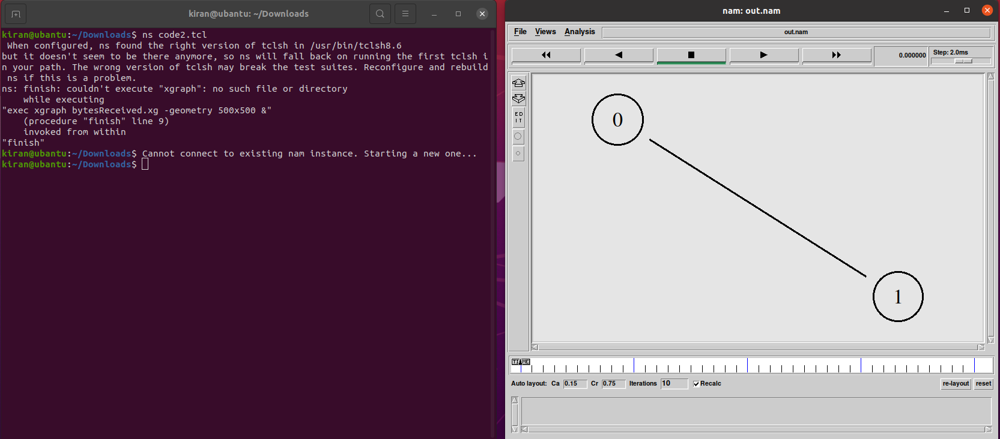 kiran@ubantu: ~/Downloads
kiran@ubantu:~/Downloads$ ns code2.tcl
 When configured, ns found the right version of tclsh in /usr/bin/tclsh8.6
but it doesn't seem to be there anymore, so ns will fall back on running the first tclsh i
n your path. The wrong version of tclsh may break the test suites. Reconfigure and rebuild
 ns if this is a problem.
ns: finish: couldn't execute "xgraph": no such file or directory
    while executing
"exec xgraph bytesReceived.xg -geometry 500x500 &"
    (procedure "finish" line 9)
    invoked from within
"finish"
kiran@ubantu:~/Downloads$ Cannot connect to existing nam instance. Starting a new one...
kiran@ubantu:~/Downloads$
nam: out.nam
File Views Analysis out.nam
0.000000 Step: 2.0ms
ED
IT
0
1
TIME
Auto layout: Ca 0.15 Cr 0.75 Iterations 10 Recalc re-layout reset